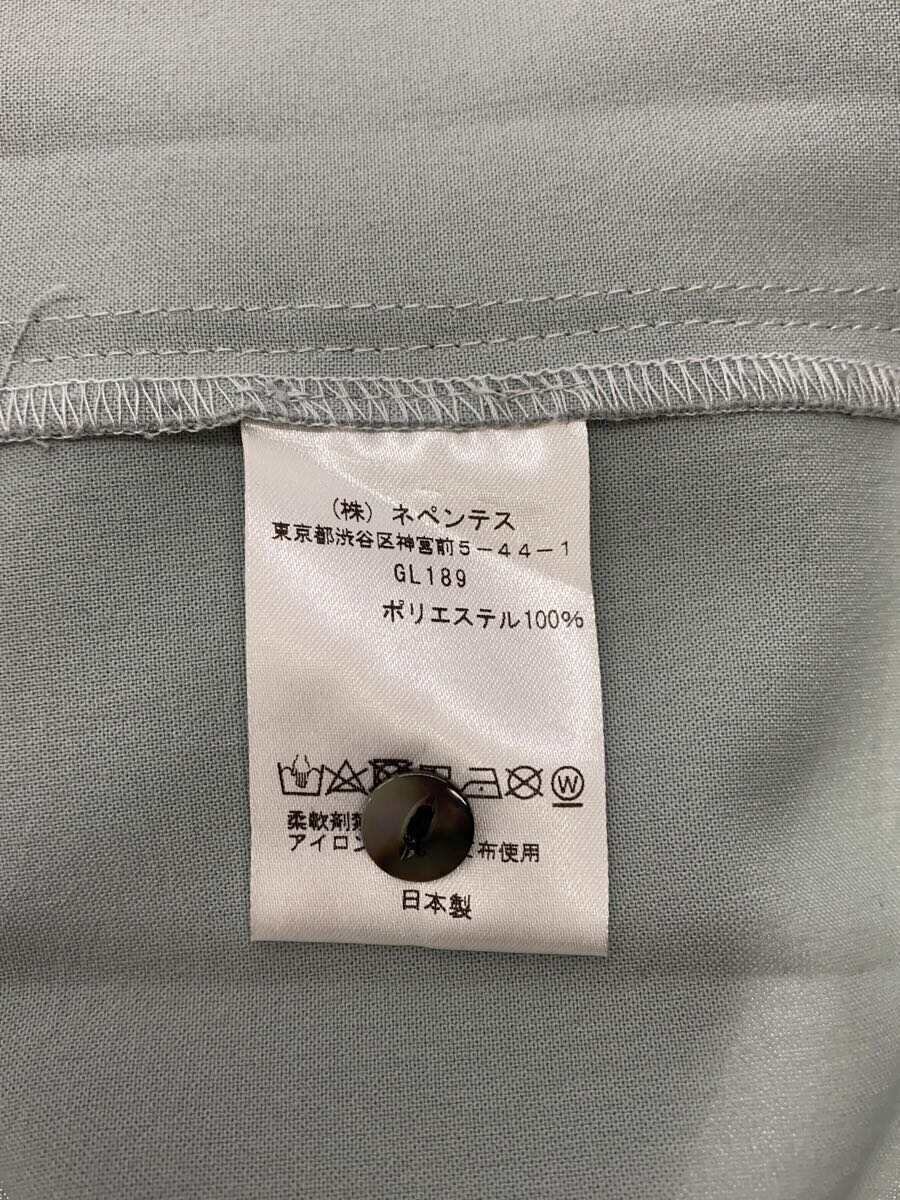 (株) ネペンテス
東京都渋谷区神宮前5-44-1
GL189
ポリエステル100%
W
柔軟剤
アイロン 布使用
日本製